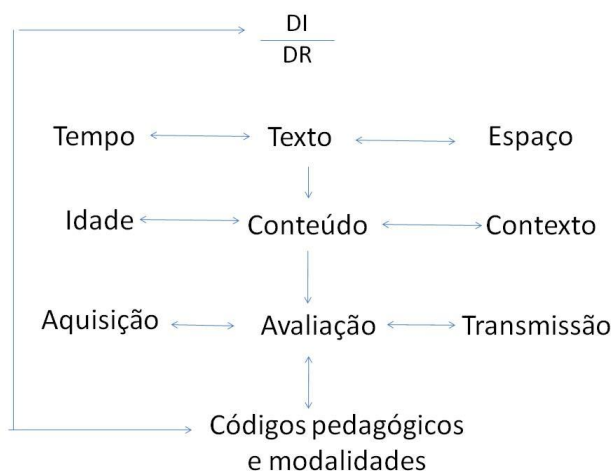 DI
DR
Tempo Texto Espaço
Idade Conteúdo Contexto
Aquisição Avaliação Transmissão
Códigos pedagógicos
e modalidades